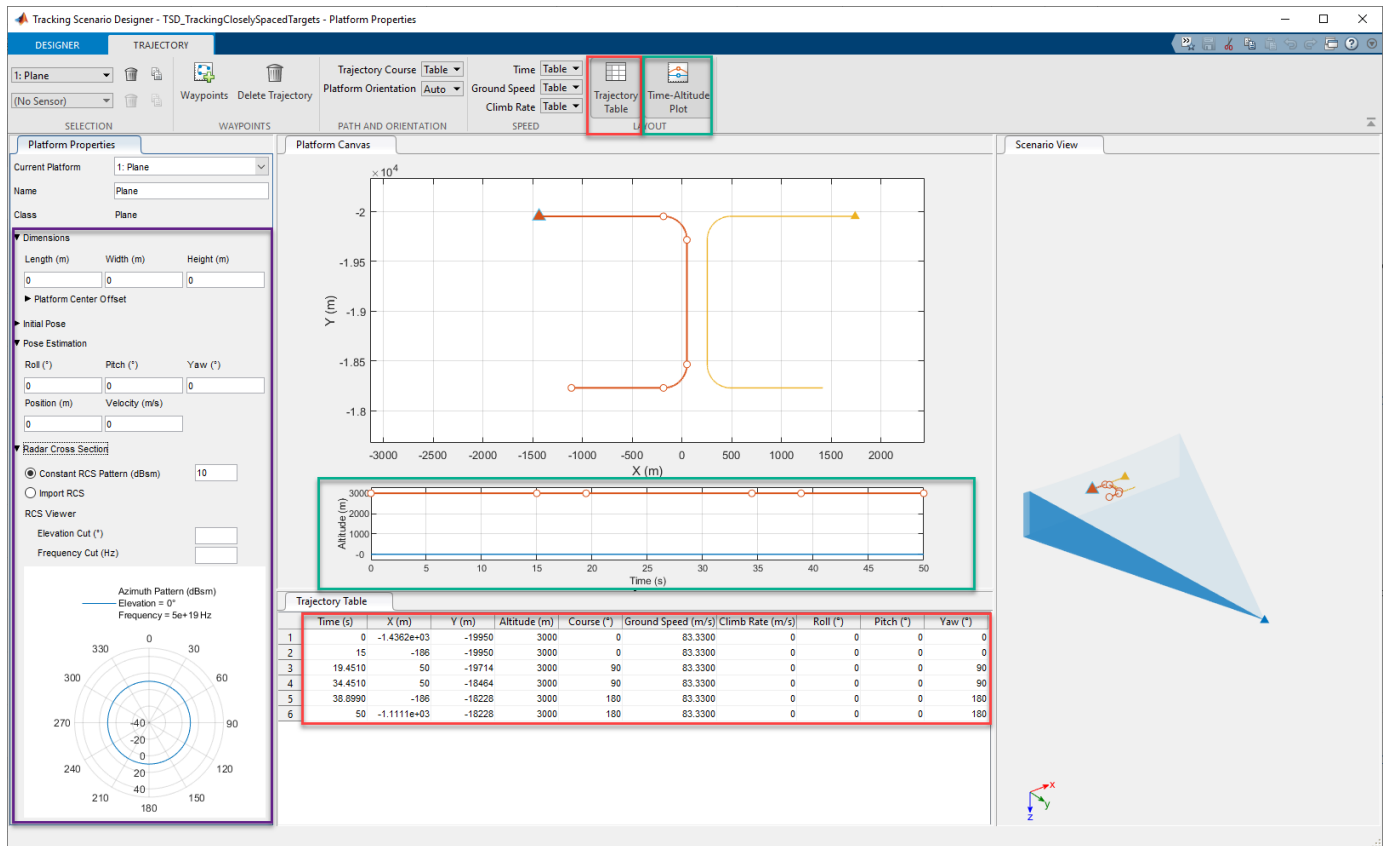 Tracking Scenario Designer - TSD_TrackingCloselySpacedTargets - Platform Properties
DESIGNER TRAJECTORY
1: Plane
(No Sensor)
SELECTION
Waypoints Delete Trajectory
WAYPOINTS
Trajectory Course Table
Platform Orientation Auto
PATH AND ORIENTATION
Time Table
Ground Speed Table
Climb Rate Table
SPEED
Trajectory Table
Time-Altitude Plot
LAYOUT
Platform Properties
Current Platform 1: Plane
Name Plane
Class Plane
Dimensions
Length (m) Width (m) Height (m)
0 0 0
Platform Center Offset
Initial Pose
Pose Estimation
Roll (°) Pitch (°) Yaw (°)
0 0 0
Position (m) Velocity (m/s)
0 0
Radar Cross Section
Constant RCS Pattern (dBsm) 10
Import RCS
RCS Viewer
Elevation Cut (°)
Frequency Cut (Hz)
Azimuth Pattern (dBsm)
Elevation = 0°
Frequency = 5e+19 Hz
0
330 30
300 60
270 -40 90
-20
0
240 20 120
40
210 150
180
Platform Canvas
×10⁴
-2
-1.95
-1.9
-1.85
-1.8
Y (m)
-3000 -2500 -2000 -1500 -1000 -500 0 500 1000 1500 2000
X (m)
3000
2000
1000
-0
Altitude (m)
0 5 10 15 20 25 30 35 40 45 50
Time (s)
Trajectory Table
Time (s) X (m) Y (m) Altitude (m) Course (°) Ground Speed (m/s) Climb Rate (m/s) Roll (°) Pitch (°) Yaw (°)
1 0 -1.4362e+03 -19950 3000 0 83.3300 0 0 0 0
2 15 -186 -19950 3000 0 83.3300 0 0 0 0
3 19.4510 50 -19714 3000 90 83.3300 0 0 0 90
4 34.4510 50 -18464 3000 90 83.3300 0 0 0 90
5 38.8990 -186 -18228 3000 180 83.3300 0 0 0 180
6 50 -1.1111e+03 -18228 3000 180 83.3300 0 0 0 180
Scenario View
x
y
z